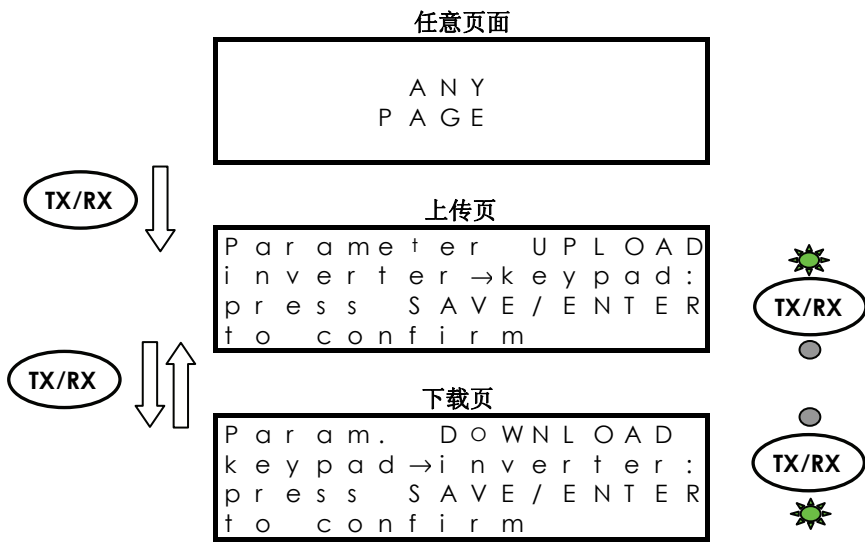 任意页面
ANY
PAGE
TX/RX
上传页
Parameter UPLOAD
inverter→keypad:
press SAVE/ENTER
to confirm
TX/RX
TX/RX
下载页
Param. DoWNLOAD
keypad→inverter:
press SAVE/ENTER
to confirm
TX/RX